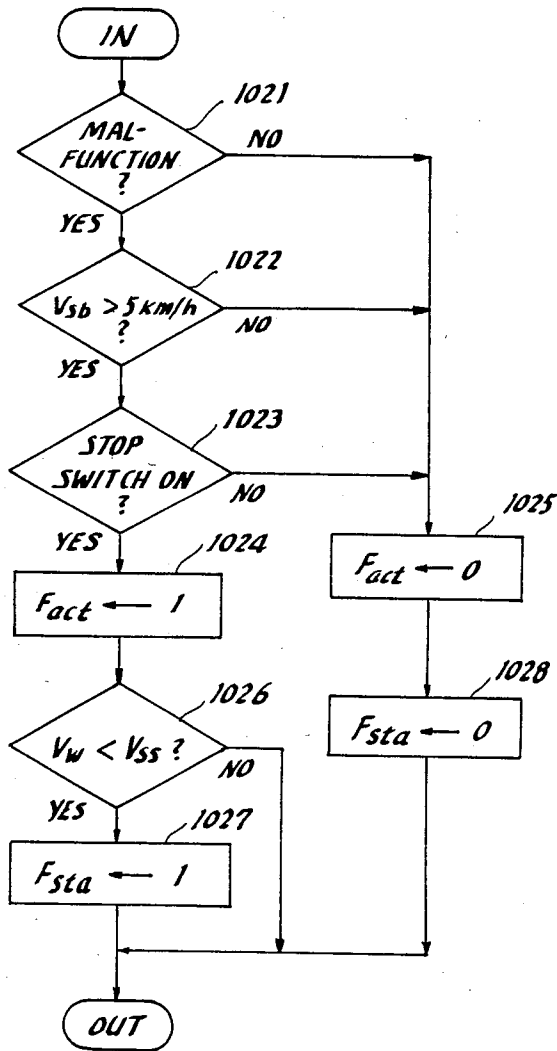 IN
1021
MAL-
FUNCTION
?
NO
YES
1022
Vsb > 5 km/h
?
NO
YES
1023
STOP
SWITCH ON
?
NO
YES
1024
Fact ← 1
1025
Fact ← 0
1026
Vw < Vss ?
NO
YES
1028
Fsta ← 0
1027
Fsta ← 1
OUT